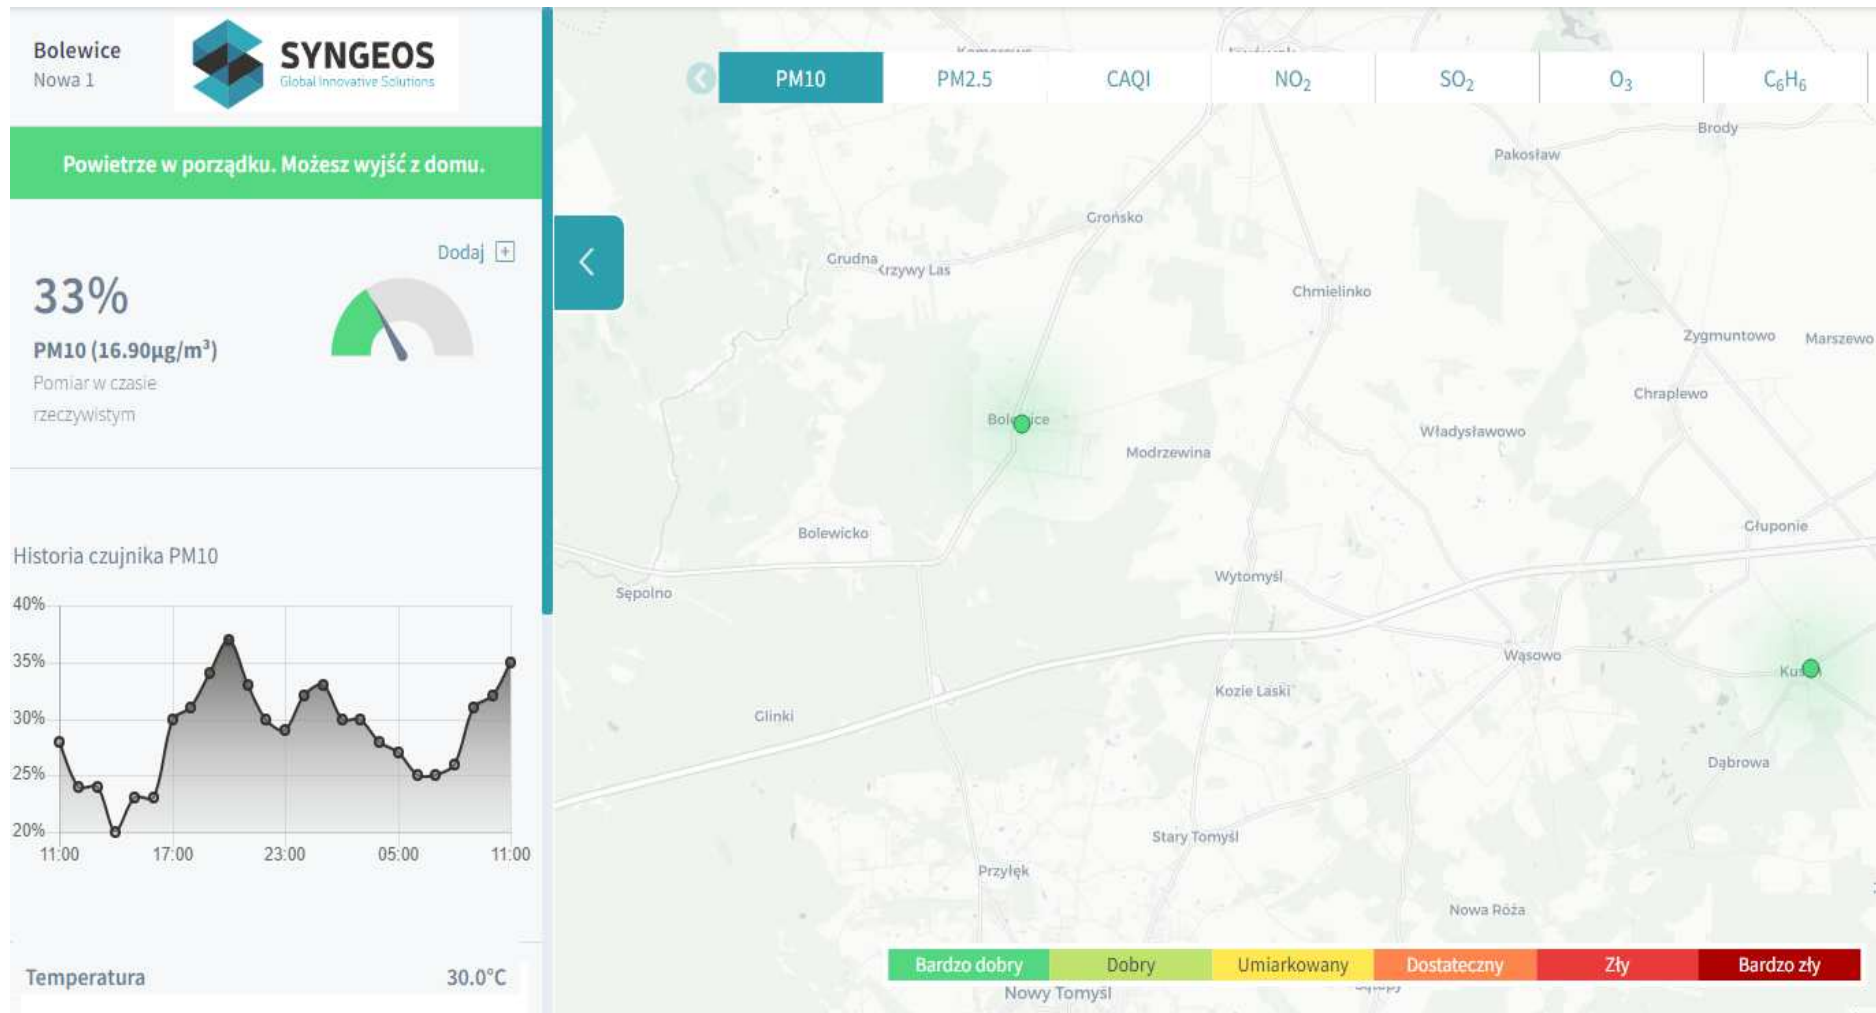 Bolewice
Nowa 1
SYNGEOS
Global Innovative Solutions
Powietrze w porządku. Możesz wyjść z domu.
Dodaj +
33%
PM10 (16.90µg/m³)
Pomiar w czasie
rzeczywistym
Historia czujnika PM10
40%
35%
30%
25%
20%
11:00 17:00 23:00 05:00 11:00
Temperatura 30.0°C
PM10 PM2.5 CAQI NO₂ SO₂ O₃ C₆H₆
Brody
Pakosław
Grońsko
Grudna
Krzywy Las
Chmielinko
Zygmuntowo
Marszewo
Chraplewo
Bolewice
Władysławowo
Modrzewina
Głuponie
Bolewicko
Wytomyśl
Sępolno
Wąsowo
Kozie Laski
Glinki
Dąbrowa
Stary Tomyśl
Przyłęk
Nowa Róża
Bardzo dobry Dobry Umiarkowany Dostateczny Zły Bardzo zły
Nowy Tomyśl